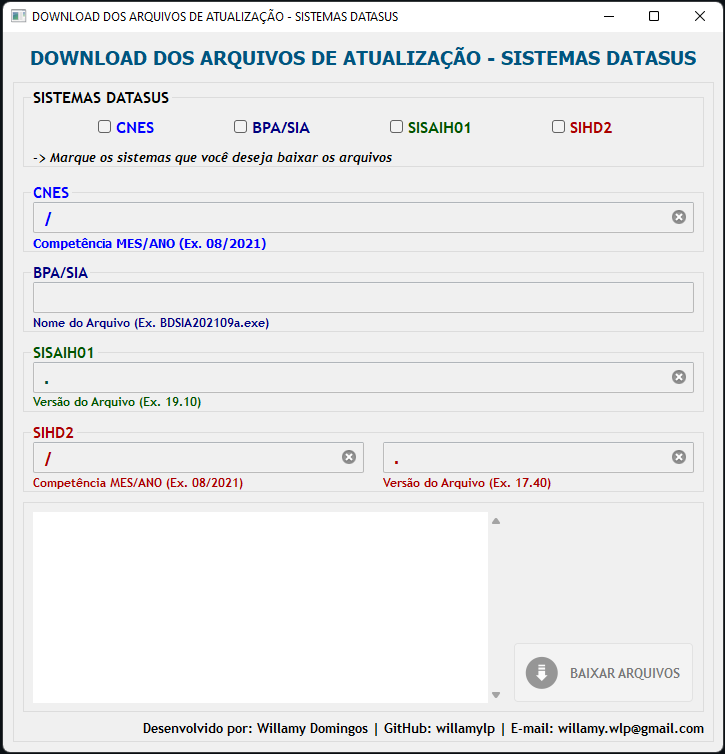 DOWNLOAD DOS ARQUIVOS DE ATUALIZAÇÃO - SISTEMAS DATASUS
DOWNLOAD DOS ARQUIVOS DE ATUALIZAÇÃO - SISTEMAS DATASUS
SISTEMAS DATASUS
CNES BPA/SIA SISAIH01 SIHD2
-> Marque os sistemas que você deseja baixar os arquivos
CNES
/
Competência MES/ANO (Ex. 08/2021)
BPA/SIA
Nome do Arquivo (Ex. BDSIA202109a.exe)
SISAIH01
.
Versão do Arquivo (Ex. 19.10)
SIHD2
/ .
Competência MES/ANO (Ex. 08/2021) Versão do Arquivo (Ex. 17.40)
BAIXAR ARQUIVOS
Desenvolvido por: Willamy Domingos | GitHub: willamylp | E-mail: willamy.wlp@gmail.com